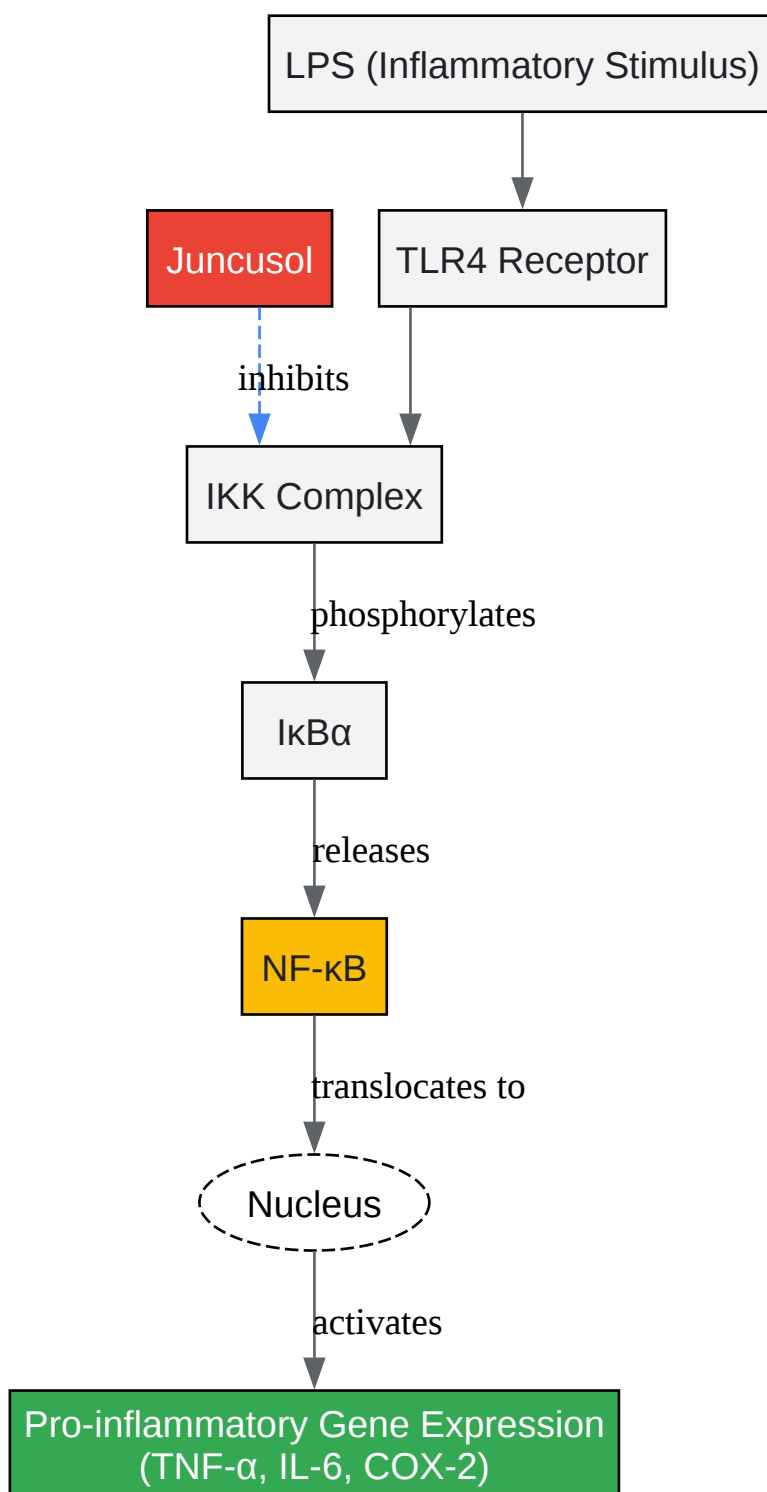 LPS (Inflammatory Stimulus)
Juncusol
TLR4 Receptor
inhibits
IKK Complex
phosphorylates
IκBα
releases
NF-κB
translocates to
Nucleus
activates
Pro-inflammatory Gene Expression
(TNF-α, IL-6, COX-2)